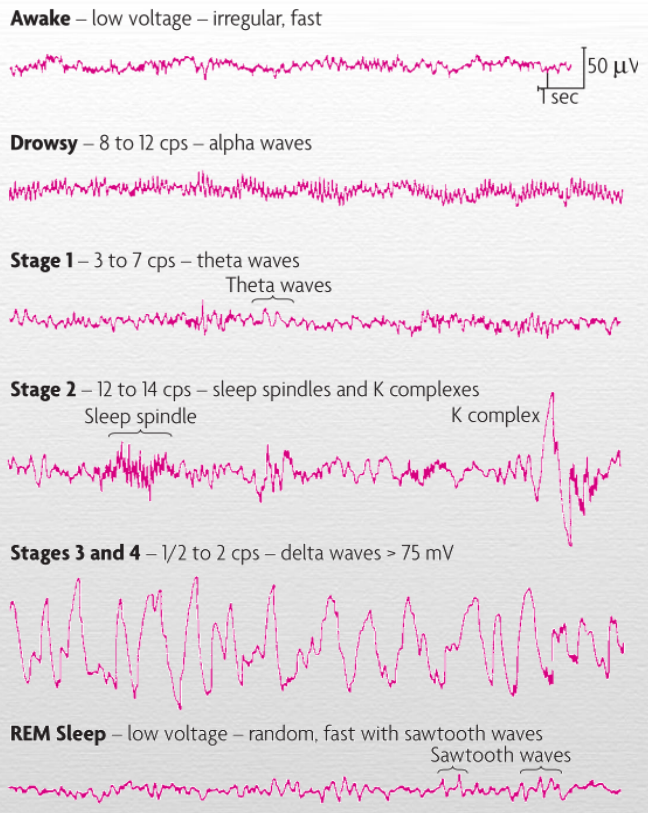 Awake – low voltage – irregular, fast
50 µV
1 sec
Drowsy – 8 to 12 cps – alpha waves
Stage 1 – 3 to 7 cps – theta waves
Theta waves
Stage 2 – 12 to 14 cps – sleep spindles and K complexes
Sleep spindle
K complex
Stages 3 and 4 – 1/2 to 2 cps – delta waves > 75 mV
REM Sleep – low voltage – random, fast with sawtooth waves
Sawtooth waves